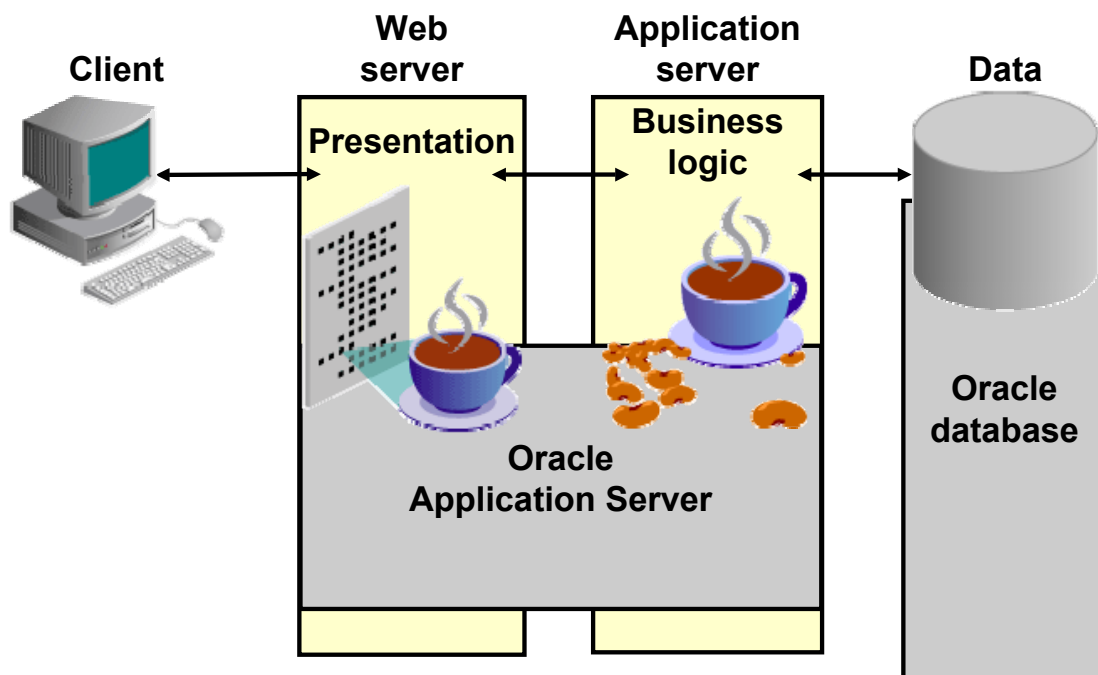 Client
Web
server
Application
server
Data
Presentation
Business
logic
Oracle
Application Server
Oracle
database